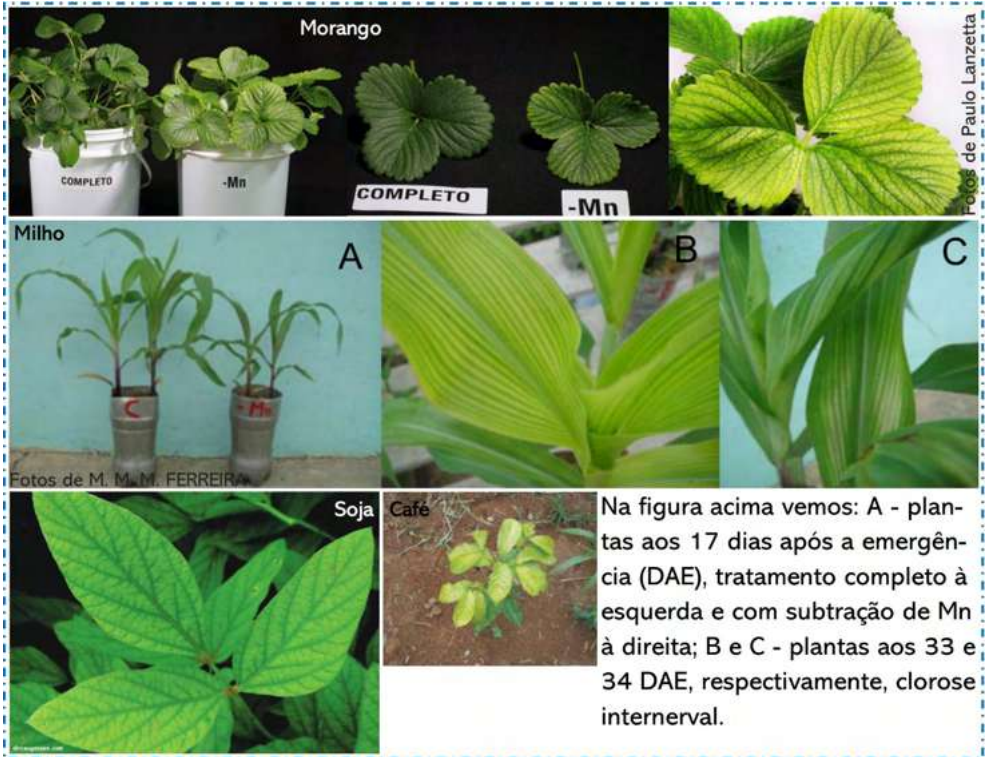 Morango
COMPLETO
-Mn
COMPLETO
-Mn
Fotos de Paulo Lanzetta
Milho
A
B
C
C
- Mn
Fotos de M. M. M. FERREIRA
Soja
Café
Na figura acima vemos: A - plan-
tas aos 17 dias após a emergên-
cia (DAE), tratamento completo à
esquerda e com subtração de Mn
à direita; B e C - plantas aos 33 e
34 DAE, respectivamente, clorose
internerval.